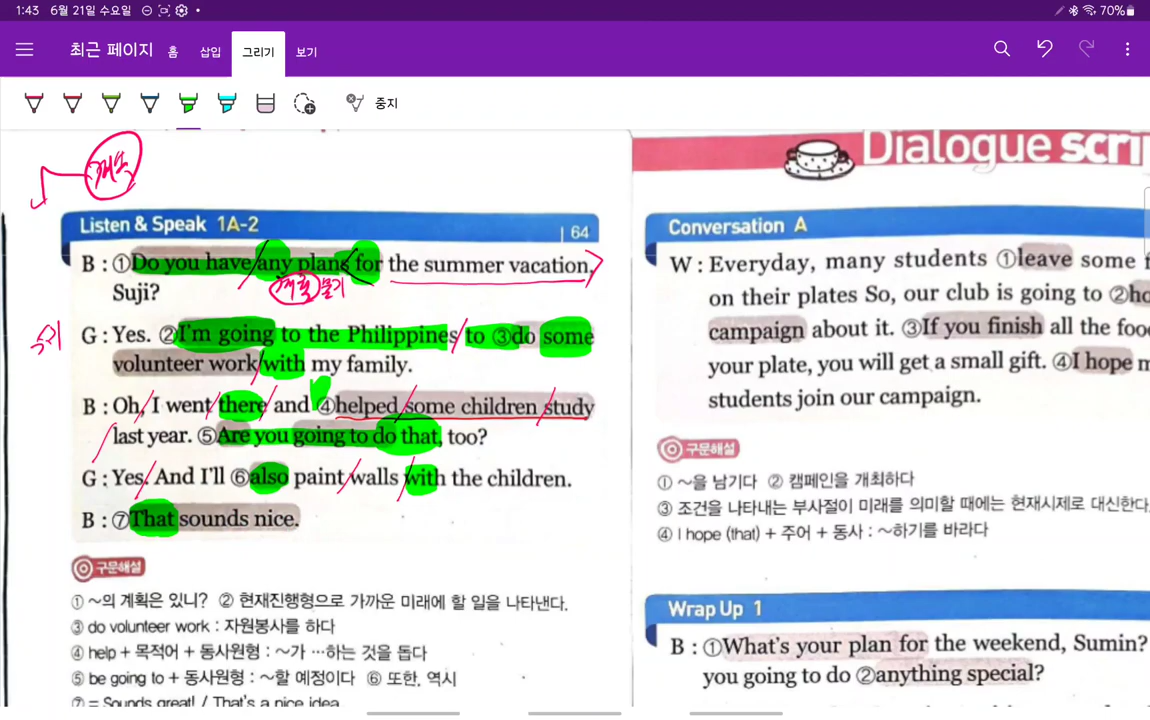 1:43 6월 21일 수요일
70%
최근 페이지 홈 삽입 그리기 보기
중지
Dialogue scri
Listen & Speak 1A-2
64
B : ①Do you have any plans for the summer vacation,
물기
Suji?
수지
G : Yes. ②I'm going to the Philippines to ③do some
volunteer work with my family.
B : Oh, I went there and ④helped some children study
last year. ⑤Are you going to do that, too?
G : Yes. And I'll ⑥also paint walls with the children.
B : ⑦That sounds nice.
구문해설
① ~의 계획은 있니? ② 현재진행형으로 가까운 미래에 할 일을 나타낸다.
③ do volunteer work : 자원봉사를 하다
④ help + 목적어 + 동사원형 : ~가 …하는 것을 돕다
⑤ be going to + 동사원형 : ~할 예정이다 ⑥ 또한, 역시
⑦ = Sounds great! / That's a nice idea.
Conversation A
W : Everyday, many students ①leave some f
on their plates So, our club is going to ②ho
campaign about it. ③If you finish all the foo
your plate, you will get a small gift. ④I hope m
students join our campaign.
구문해설
① ~을 남기다 ② 캠페인을 개최하다
③ 조건을 나타내는 부사절이 미래를 의미할 때에는 현재시제로 대신한다.
④ I hope (that) + 주어 + 동사 : ~하기를 바라다
Wrap Up 1
B : ①What's your plan for the weekend, Sumin?
you going to do ②anything special?